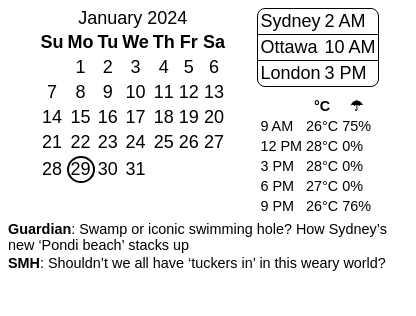 January 2024
Su Mo Tu We Th Fr Sa
1 2 3 4 5 6
7 8 9 10 11 12 13
14 15 16 17 18 19 20
21 22 23 24 25 26 27
28 29 30 31
Sydney 2 AM
Ottawa 10 AM
London 3 PM
°C ☂
9 AM 26°C 75%
12 PM 28°C 0%
3 PM 28°C 0%
6 PM 27°C 0%
9 PM 26°C 76%
Guardian: Swamp or iconic swimming hole? How Sydney’s
new ‘Pondi beach’ stacks up
SMH: Shouldn’t we all have ‘tuckers in’ in this weary world?